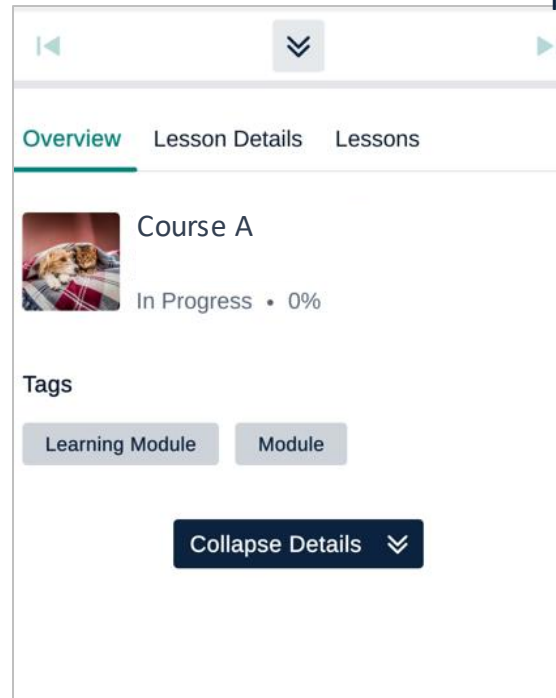 Overview Lesson Details Lessons
Course A
In Progress • 0%
Tags
Learning Module Module
Collapse Details